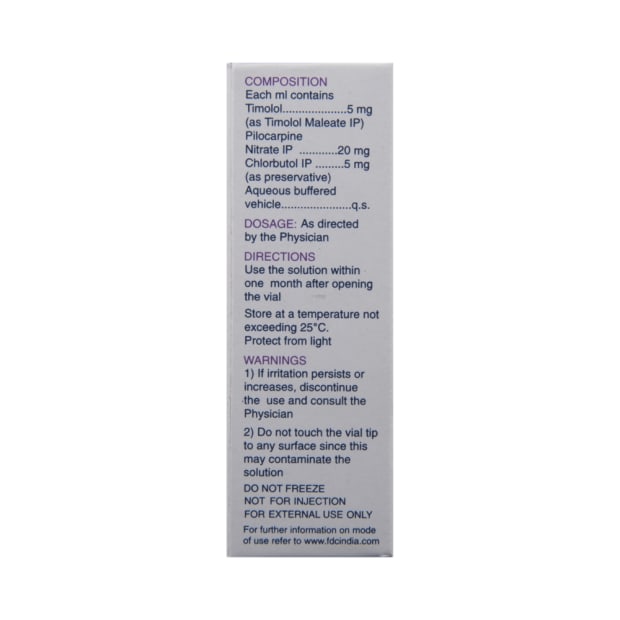 COMPOSITION
Each ml contains
Timolol....................5 mg
(as Timolol Maleate IP)
Pilocarpine
Nitrate IP ............20 mg
Chlorbutol IP .........5 mg
(as preservative)
Aqueous buffered
vehicle......................q.s.
DOSAGE: As directed
by the Physician
DIRECTIONS
Use the solution within
one month after opening
the vial
Store at a temperature not
exceeding 25°C.
Protect from light
WARNINGS
1) If irritation persists or
increases, discontinue
the use and consult the
Physician
2) Do not touch the vial tip
to any surface since this
may contaminate the
solution
DO NOT FREEZE
NOT FOR INJECTION
FOR EXTERNAL USE ONLY
For further information on mode
of use refer to www.fdcindia.com